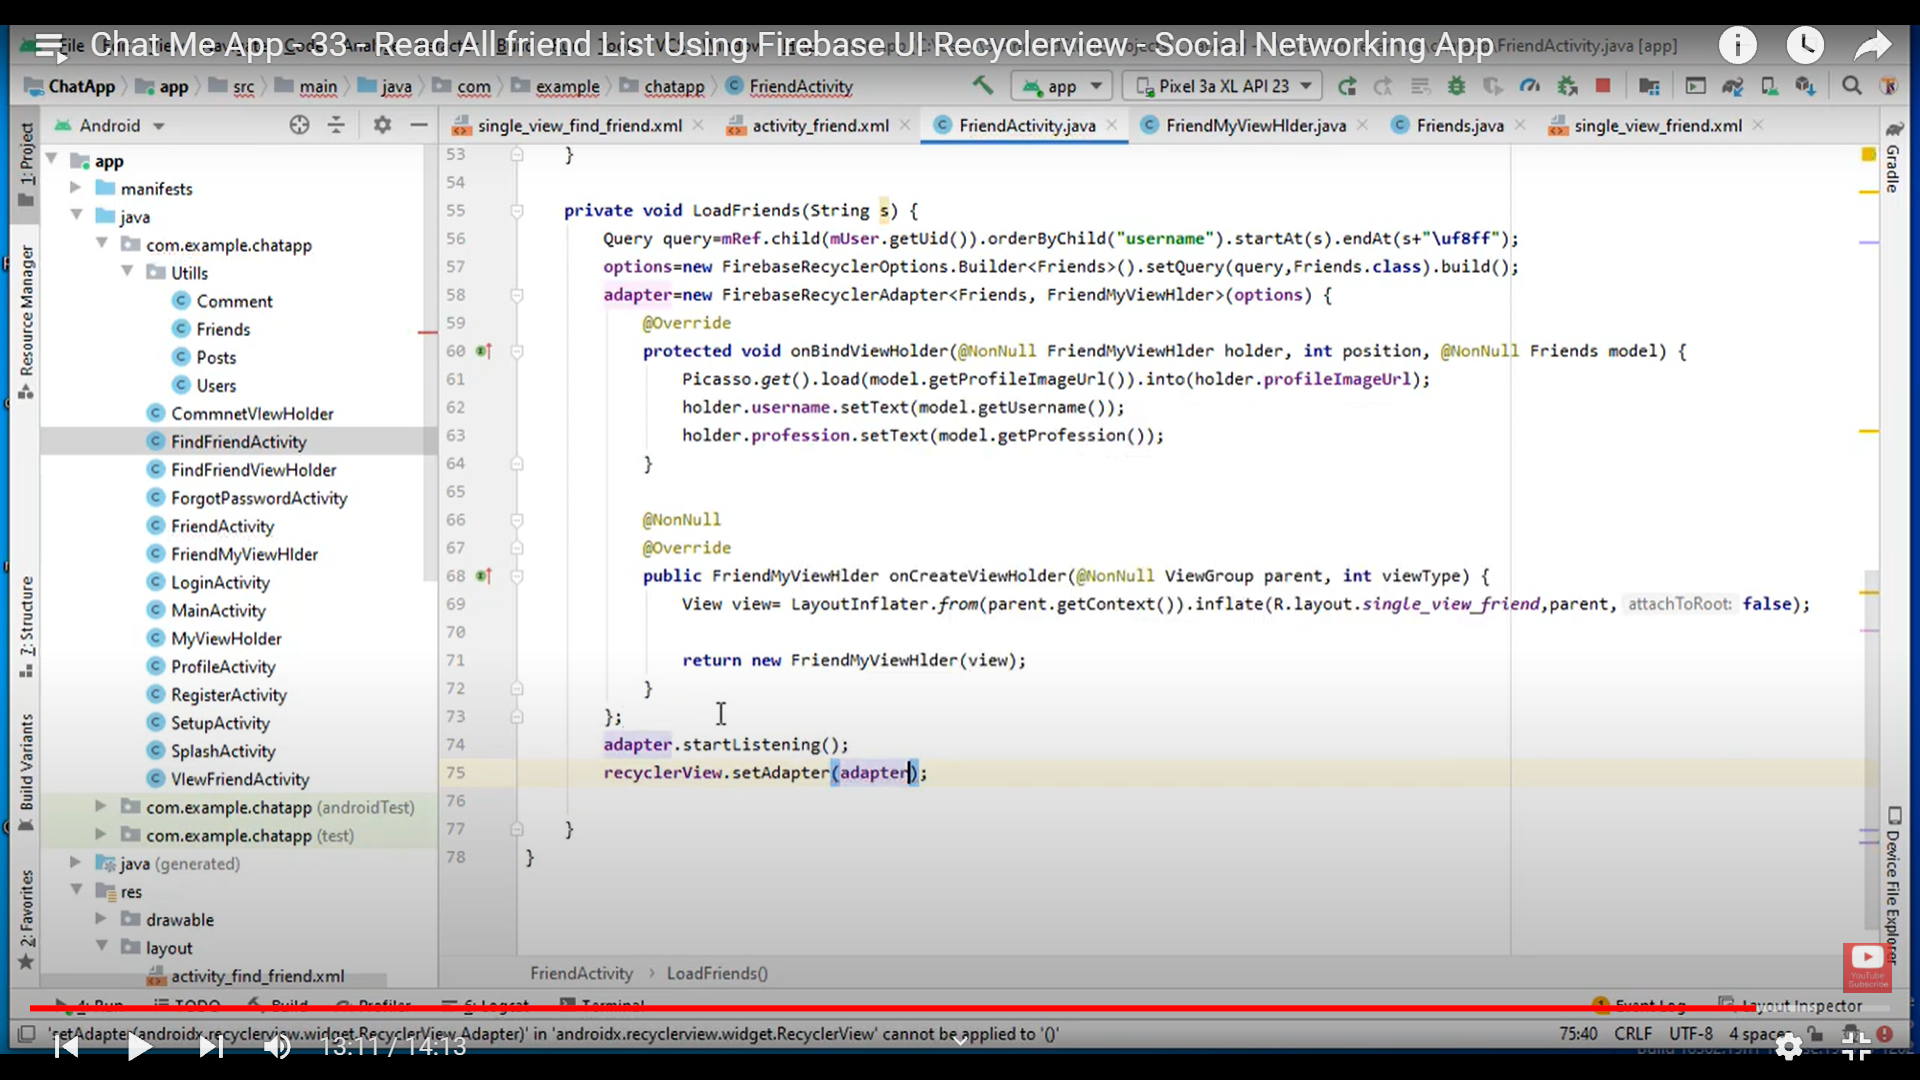 Chat Me App - 33 - Read All friend List Using Firebase UI Recyclerview - Social Networking App
FriendActivity.java [app]
ChatApp app src main java com example chatapp FriendActivity
app Pixel 3a XL API 23
Android
single_view_find_friend.xml activity_friend.xml FriendActivity.java FriendMyViewHlder.java Friends.java single_view_friend.xml
1: Project
Resource Manager
7: Structure
Build Variants
2: Favorites
app
manifests
java
com.example.chatapp
Utills
Comment
Friends
Posts
Users
CommnetVIewHolder
FindFriendActivity
FindFriendViewHolder
ForgotPasswordActivity
FriendActivity
FriendMyViewHlder
LoginActivity
MainActivity
MyViewHolder
ProfileActivity
RegisterActivity
SetupActivity
SplashActivity
VIewFriendActivity
com.example.chatapp (androidTest)
com.example.chatapp (test)
java (generated)
res
drawable
layout
activity_find_friend.xml
53 }
54
55 private void LoadFriends(String s) {
56 Query query=mRef.child(mUser.getUid()).orderByChild("username").startAt(s).endAt(s+"\uf8ff");
57 options=new FirebaseRecyclerOptions.Builder<Friends>().setQuery(query,Friends.class).build();
58 adapter=new FirebaseRecyclerAdapter<Friends, FriendMyViewHlder>(options) {
59 @Override
60 protected void onBindViewHolder(@NonNull FriendMyViewHlder holder, int position, @NonNull Friends model) {
61 Picasso.get().load(model.getProfileImageUrl()).into(holder.profileImageUrl);
62 holder.username.setText(model.getUsername());
63 holder.profession.setText(model.getProfession());
64 }
65
66 @NonNull
67 @Override
68 public FriendMyViewHlder onCreateViewHolder(@NonNull ViewGroup parent, int viewType) {
69 View view= LayoutInflater.from(parent.getContext()).inflate(R.layout.single_view_friend,parent, attachToRoot: false);
70
71 return new FriendMyViewHlder(view);
72 }
73 };
74 adapter.startListening();
75 recyclerView.setAdapter(adapter);
76
77 }
78 }
Gradle
Device File Explorer
FriendActivity › LoadFriends()
YouTube
Subscribe
4: Run TODO Build Profiler 6: Logcat Terminal Event Log Layout Inspector
'setAdapter(androidx.recyclerview.widget.RecyclerView.Adapter)' in 'androidx.recyclerview.widget.RecyclerView' cannot be applied to '()' 75:40 CRLF UTF-8 4 spaces
13:11 / 14:13